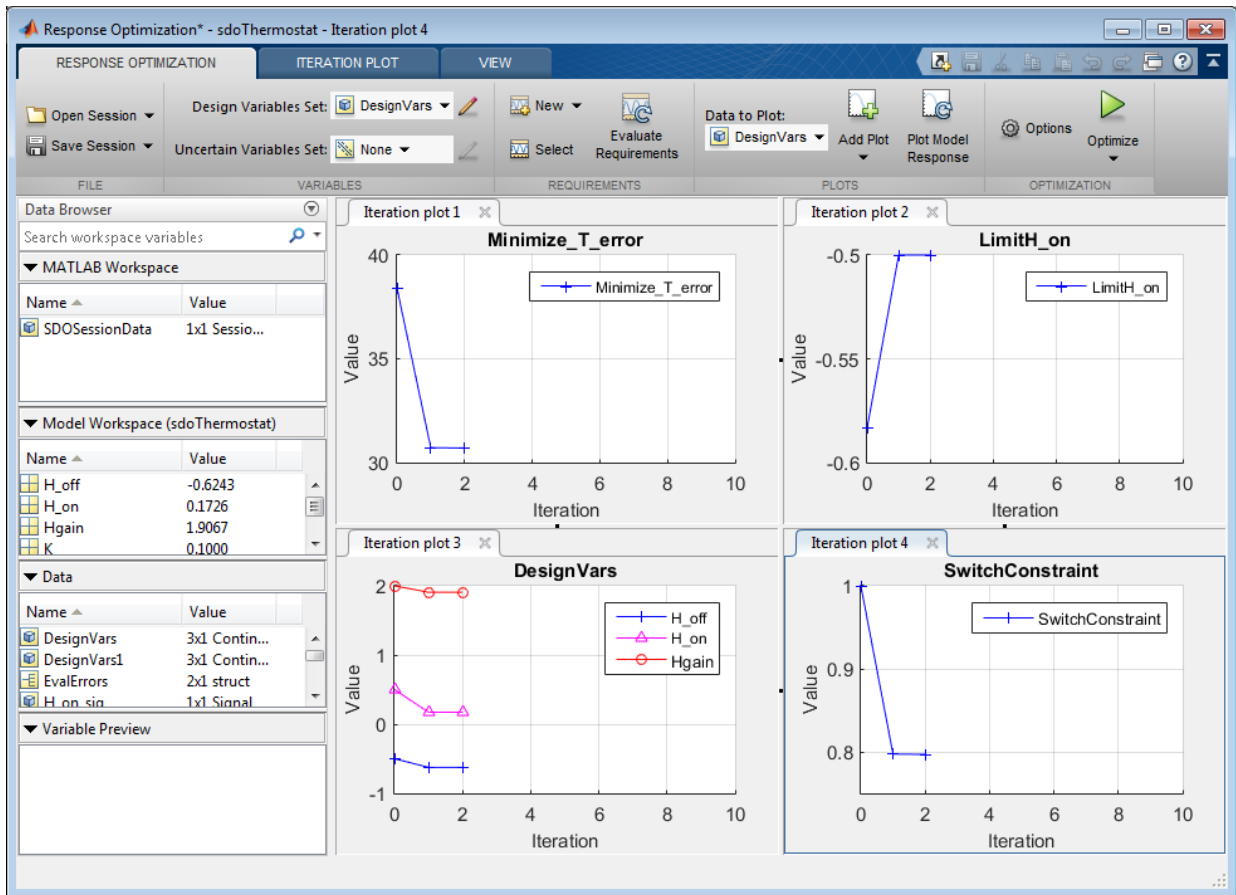 Response Optimization* - sdoThermostat - Iteration plot 4
RESPONSE OPTIMIZATION ITERATION PLOT VIEW
Open Session
Save Session
Design Variables Set: DesignVars
Uncertain Variables Set: None
New
Select
Evaluate
Requirements
Data to Plot:
DesignVars
Add Plot
Plot Model
Response
Options
Optimize
FILE VARIABLES REQUIREMENTS PLOTS OPTIMIZATION
Data Browser
Search workspace variables
MATLAB Workspace
Name Value
SDOSessionData 1x1 Sessio...
Model Workspace (sdoThermostat)
Name Value
H_off -0.6243
H_on 0.1726
Hgain 1.9067
K 0.1000
Data
Name Value
DesignVars 3x1 Contin...
DesignVars1 3x1 Contin...
EvalErrors 2x1 struct
H_on_sig 1x1 Signal
Variable Preview
Iteration plot 1
Minimize_T_error
Minimize_T_error
40
35
30
Value
0 2 4 6 8 10
Iteration
Iteration plot 2
LimitH_on
LimitH_on
-0.5
-0.55
-0.6
Value
0 2 4 6 8 10
Iteration
Iteration plot 3
DesignVars
H_off
H_on
Hgain
2
1
0
-1
Value
0 2 4 6 8 10
Iteration
Iteration plot 4
SwitchConstraint
SwitchConstraint
1
0.9
0.8
Value
0 2 4 6 8 10
Iteration